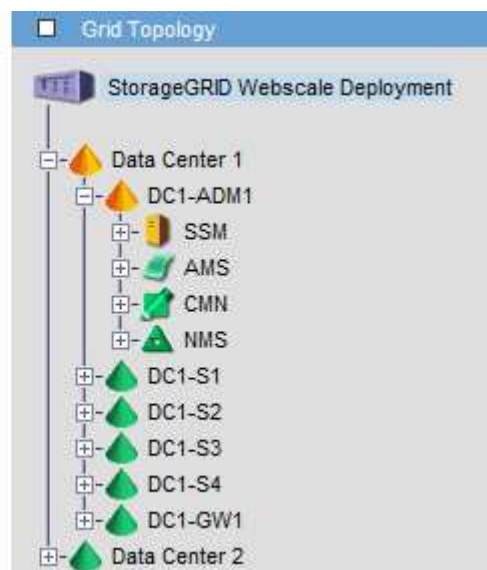 Grid Topology
StorageGRID Webscale Deployment
Data Center 1
DC1-ADM1
SSM
AMS
CMN
NMS
DC1-S1
DC1-S2
DC1-S3
DC1-S4
DC1-GW1
Data Center 2